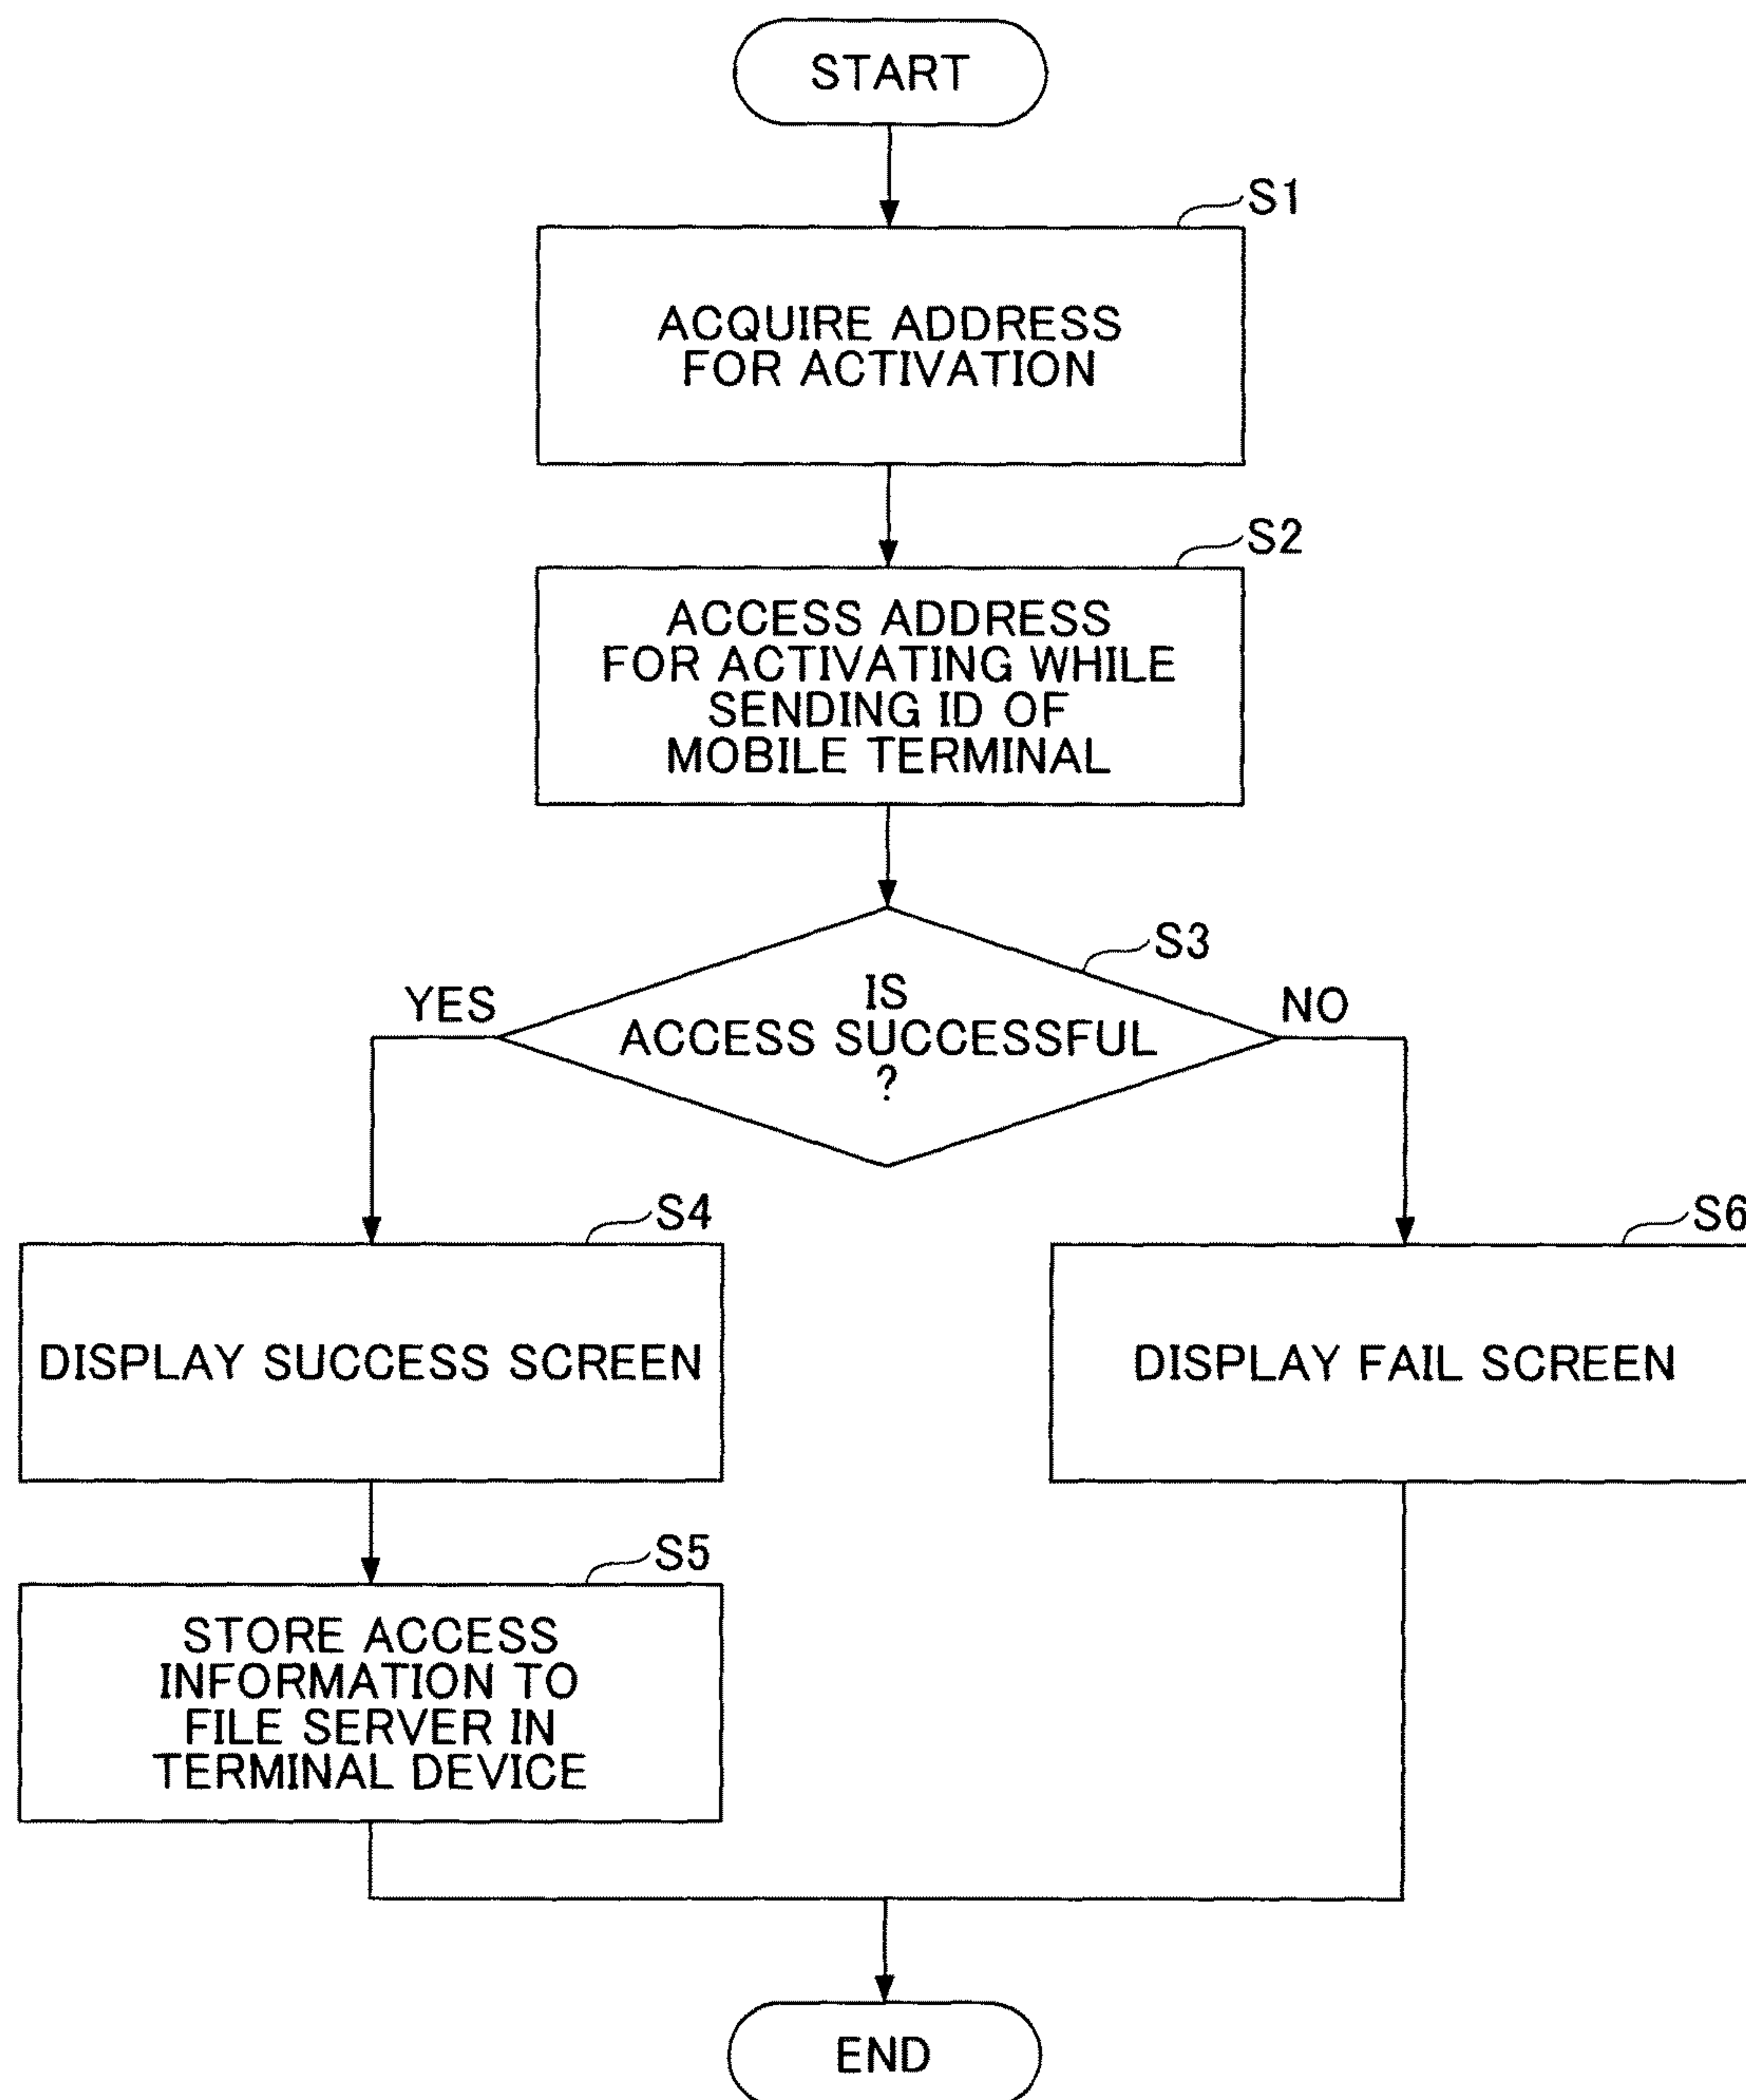 START
S1
ACQUIRE ADDRESS
FOR ACTIVATION
S2
ACCESS ADDRESS
FOR ACTIVATING WHILE
SENDING ID OF
MOBILE TERMINAL
S3
IS
ACCESS SUCCESSFUL
?
YES
NO
S4
DISPLAY SUCCESS SCREEN
S6
DISPLAY FAIL SCREEN
S5
STORE ACCESS
INFORMATION TO
FILE SERVER IN
TERMINAL DEVICE
END